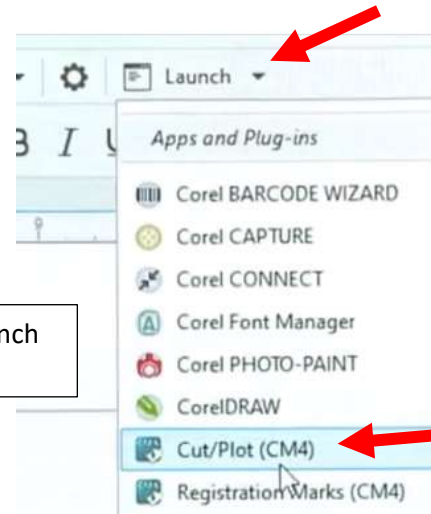 Launch
B I U
Apps and Plug-ins
Corel BARCODE WIZARD
Corel CAPTURE
Corel CONNECT
Corel Font Manager
nch
Corel PHOTO-PAINT
CorelDRAW
Cut/Plot (CM4)
Registration Marks (CM4)